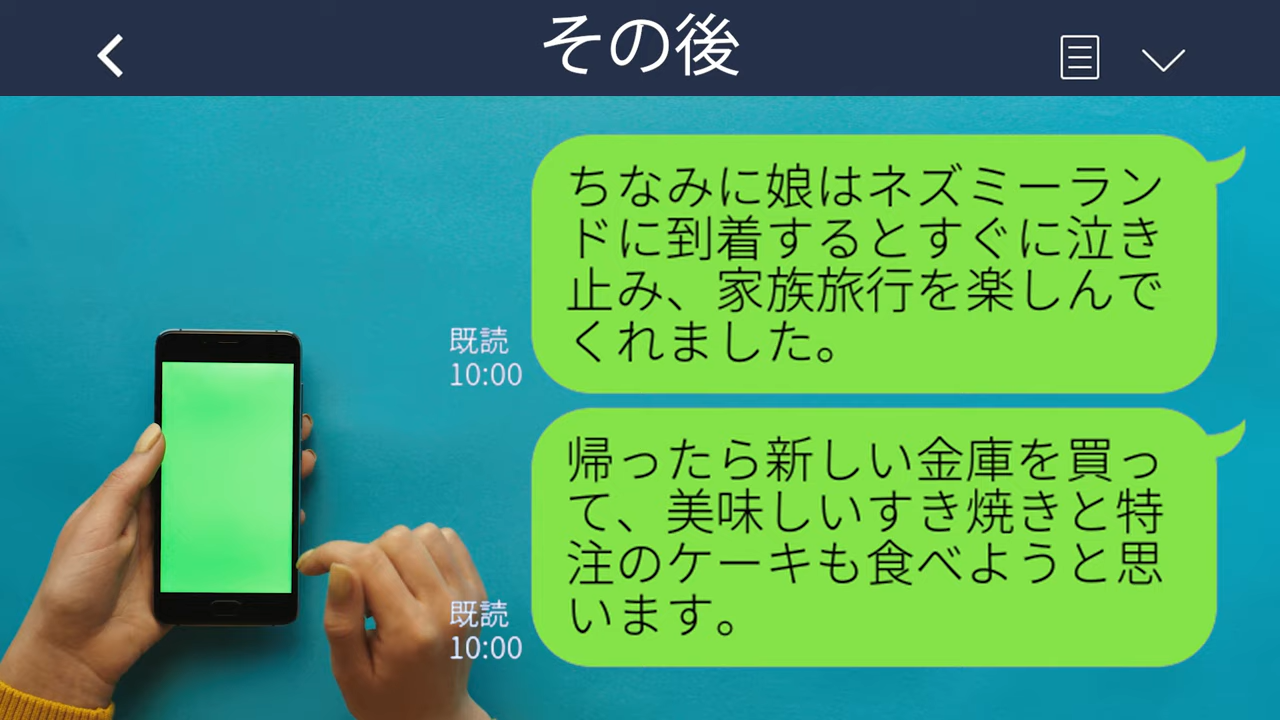 その後
ちなみに娘はネズミーラン
ドに到着するとすぐに泣き
止み、家族旅行を楽しんで
くれました。
既読
10:00
帰ったら新しい金庫を買っ
て、美味しいすき焼きと特
注のケーキも食べようと思
います。
既読
10:00